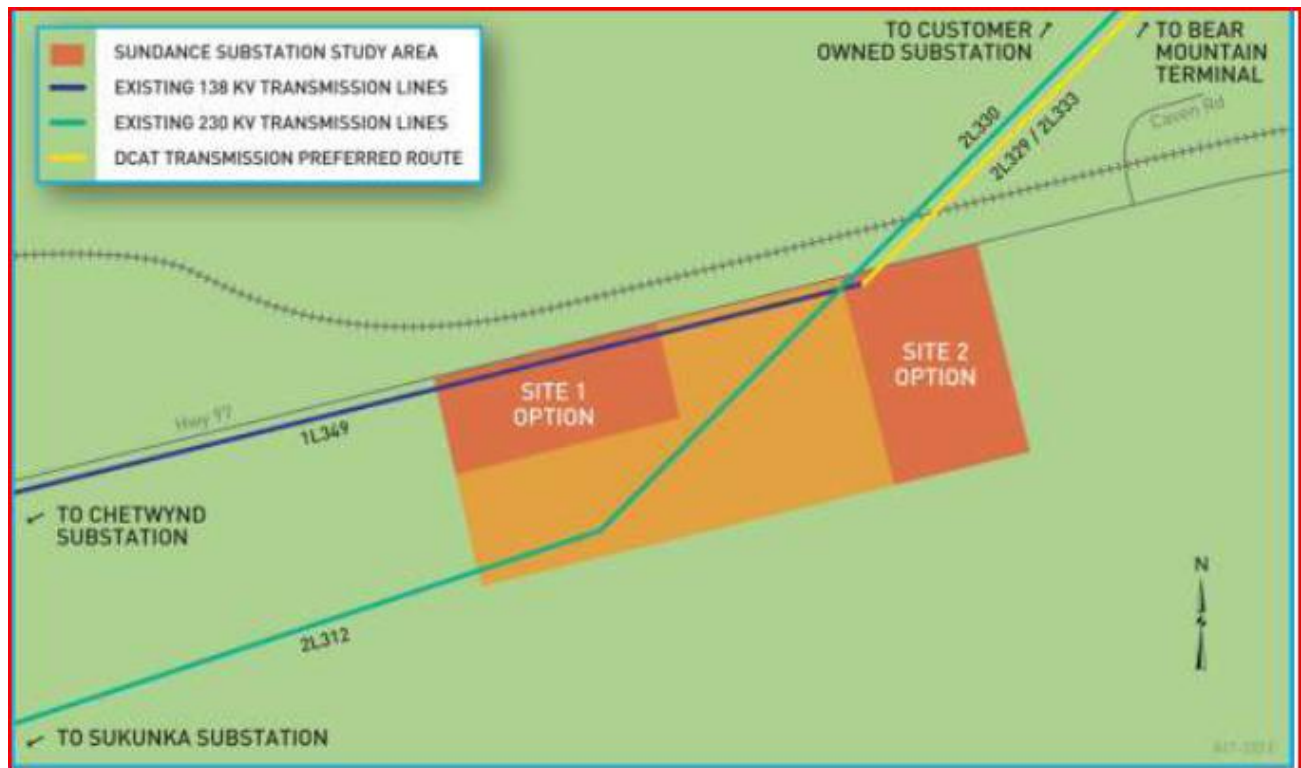 SUNDANCE SUBSTATION STUDY AREA
EXISTING 138 KV TRANSMISSION LINES
EXISTING 230 KV TRANSMISSION LINES
DCAT TRANSMISSION PREFERRED ROUTE
TO CUSTOMER
OWNED SUBSTATION
TO BEAR
MOUNTAIN
TERMINAL
2L330
2L329 / 2L333
Caven Rd
SITE 2
OPTION
SITE 1
OPTION
Hwy 97
1L349
TO CHETWYND
SUBSTATION
N
2L312
TO SUKUNKA SUBSTATION